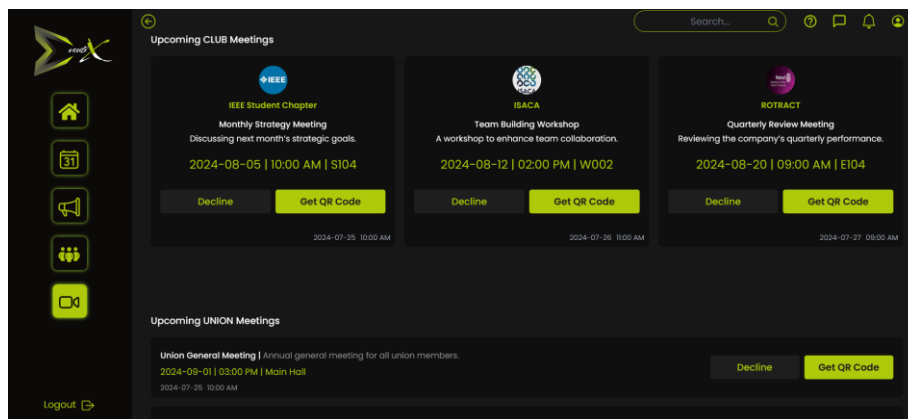 events X
Search...
Upcoming CLUB Meetings
IEEE
IEEE Student Chapter
Monthly Strategy Meeting
Discussing next month's strategic goals.
2024-08-05 | 10:00 AM | S104
Decline
Get QR Code
2024-07-25 10:00 AM
ISACA
ISACA
Team Building Workshop
A workshop to enhance team collaboration.
2024-08-12 | 02:00 PM | W002
Decline
Get QR Code
2024-07-26 11:00 AM
ROTRACT
Quarterly Review Meeting
Reviewing the company's quarterly performance.
2024-08-20 | 09:00 AM | E104
Decline
Get QR Code
2024-07-27 09:00 AM
31
Upcoming UNION Meetings
Union General Meeting | Annual general meeting for all union members.
2024-09-01 | 03:00 PM | Main Hall
2024-07-25 10:00 AM
Decline
Get QR Code
Logout